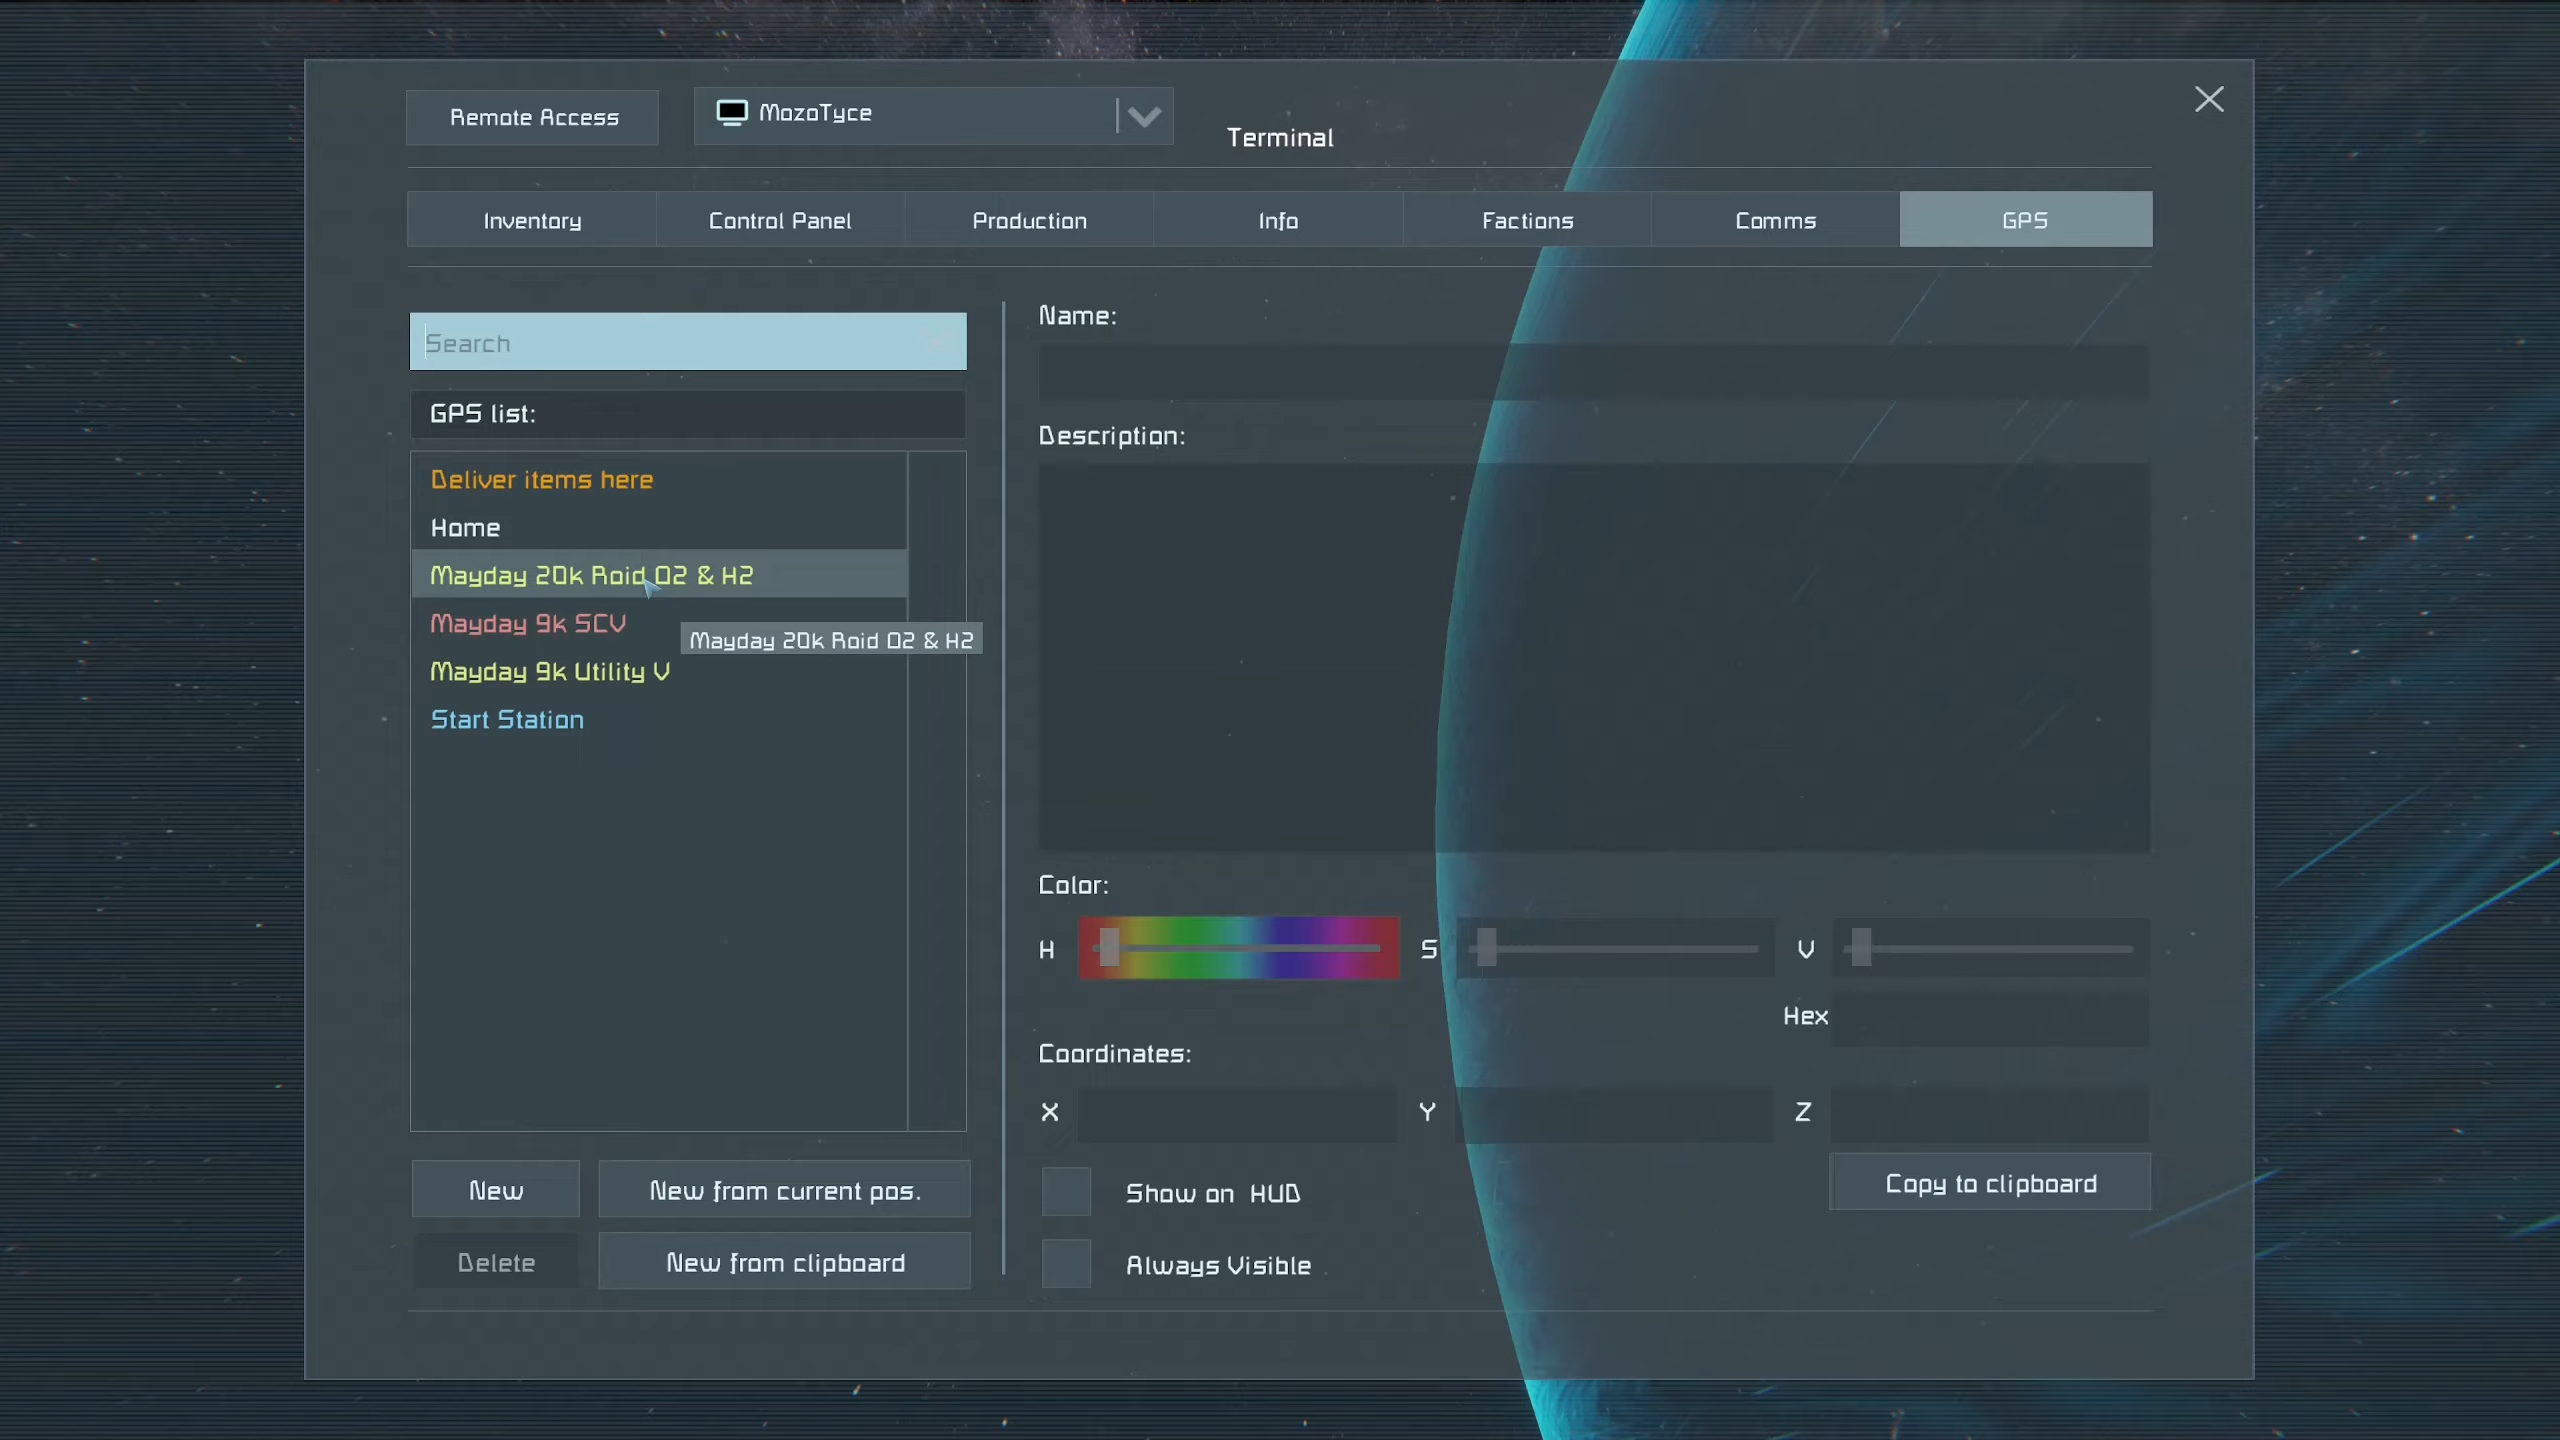 Remote Access
MozoTyce
Terminal
Inventory
Control Panel
Production
Info
Factions
Comms
GPS
Search
GPS list:
Deliver items here
Home
Mayday 20k Roid O2 & H2
Mayday 9k SCV
Mayday 20k Roid O2 & H2
Mayday 9k Utility V
Start Station
New
New from current pos.
Delete
New from clipboard
Name:
Description:
Color:
H
S
V
Hex
Coordinates:
X
Y
Z
Show on HUD
Copy to clipboard
Always Visible